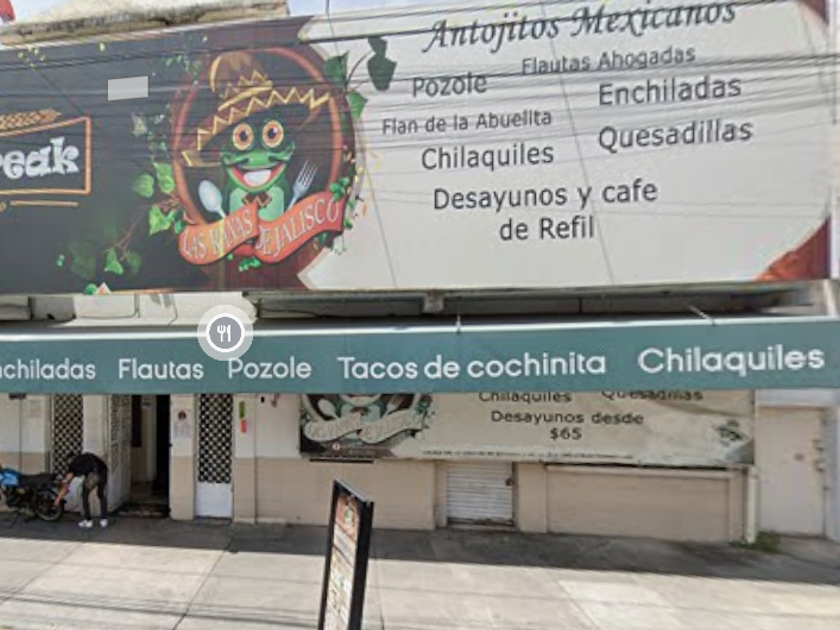 Antojitos Mexicanos
Flautas Ahogadas
Pozole
Enchiladas
Flan de la Abuelita
Quesadillas
Chilaquiles
Desayunos y cafe
de Refil
eak
LAS RANAS DE JALISCO
nchiladas Flautas Pozole Tacos de cochinita Chilaquiles
Chilaquiles Quesadillas
Desayunos desde
$65